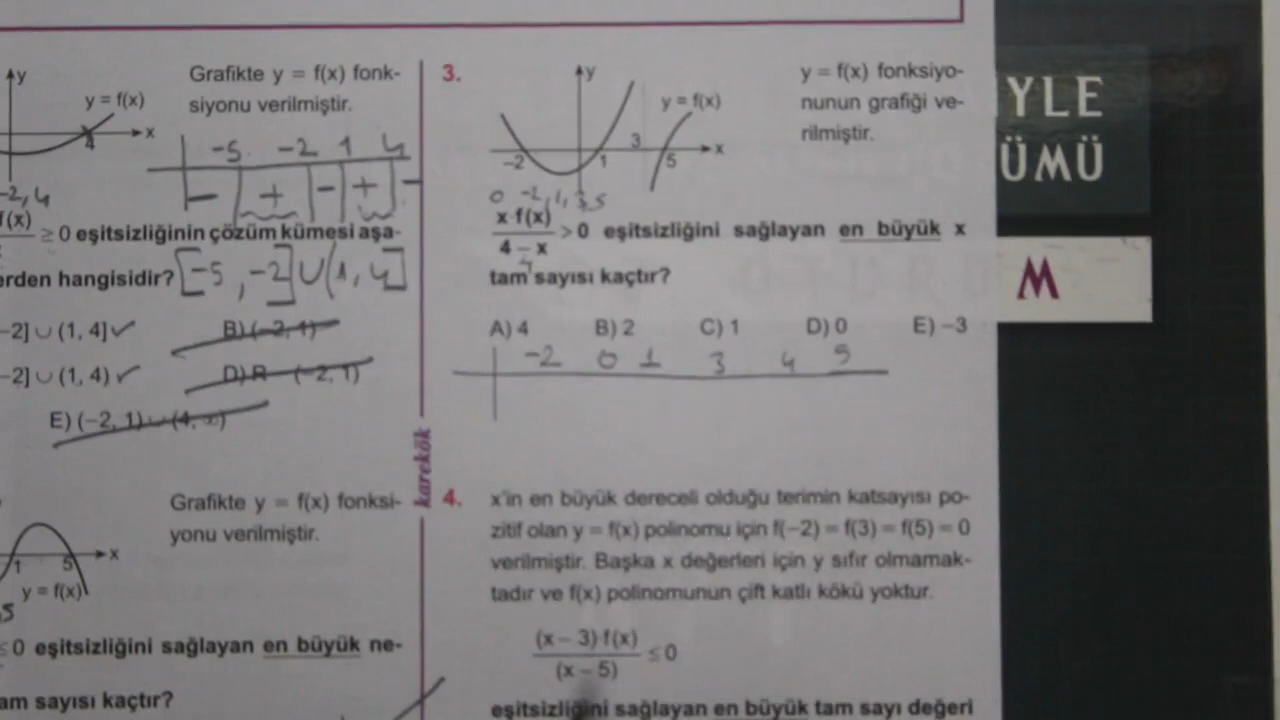 y
y = f(x)
x
4
Grafikte y = f(x) fonk-
siyonu verilmiştir.
-5 -2 1 4
- + - + -
-2, 4
f(x)
≥ 0 eşitsizliğinin çözüm kümesi aşa-
erden hangisidir? [-5, -2] ∪ (1, 4]
-2] ∪ (1, 4] ✓
B) (-2, 1)
-2] ∪ (1, 4) ✓
D) R - (-2, 1)
E) (-2, 1) ∪ (4, ∞)
Grafikte y = f(x) fonksi-
yonu verilmiştir.
x
1 5
y = f(x)
5
≤ 0 eşitsizliğini sağlayan en büyük ne-
am sayısı kaçtır?
karekök
3.
y
y = f(x)
x
-2 1 3 5
y = f(x) fonksiyo-
nunun grafiği ve-
rilmiştir.
0 -2, 1, 3 5
x·f(x)
4 - x
> 0 eşitsizliğini sağlayan en büyük x
4
tam sayısı kaçtır?
A) 4 B) 2 C) 1 D) 0 E) -3
-2 0 1 3 4 5
4.
x'in en büyük dereceli olduğu terimin katsayısı po-
zitif olan y = f(x) polinomu için f(-2) = f(3) = f(5) = 0
verilmiştir. Başka x değerleri için y sıfır olmamak-
tadır ve f(x) polinomunun çift katlı kökü yoktur.
(x - 3)·f(x)
(x - 5)
≤ 0
eşitsizliğini sağlayan en büyük tam sayı değeri
YLE
ÜMÜ
M